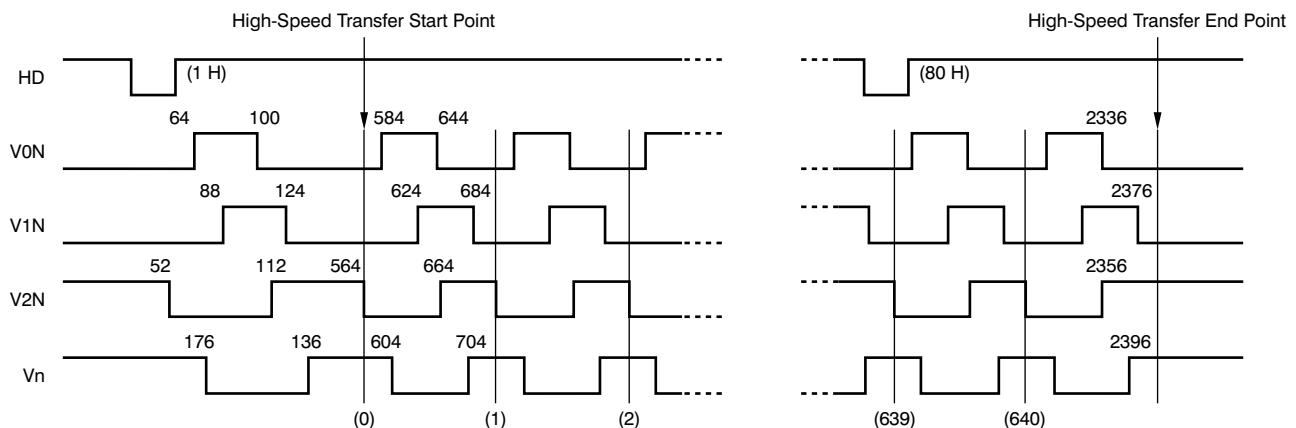 High-Speed Transfer Start Point
High-Speed Transfer End Point
HD
(1 H)
(80 H)
V0N
64
100
584
644
2336
V1N
88
124
624
684
2376
V2N
52
112
564
664
2356
Vn
176
136
604
704
2396
(0)
(1)
(2)
(639)
(640)